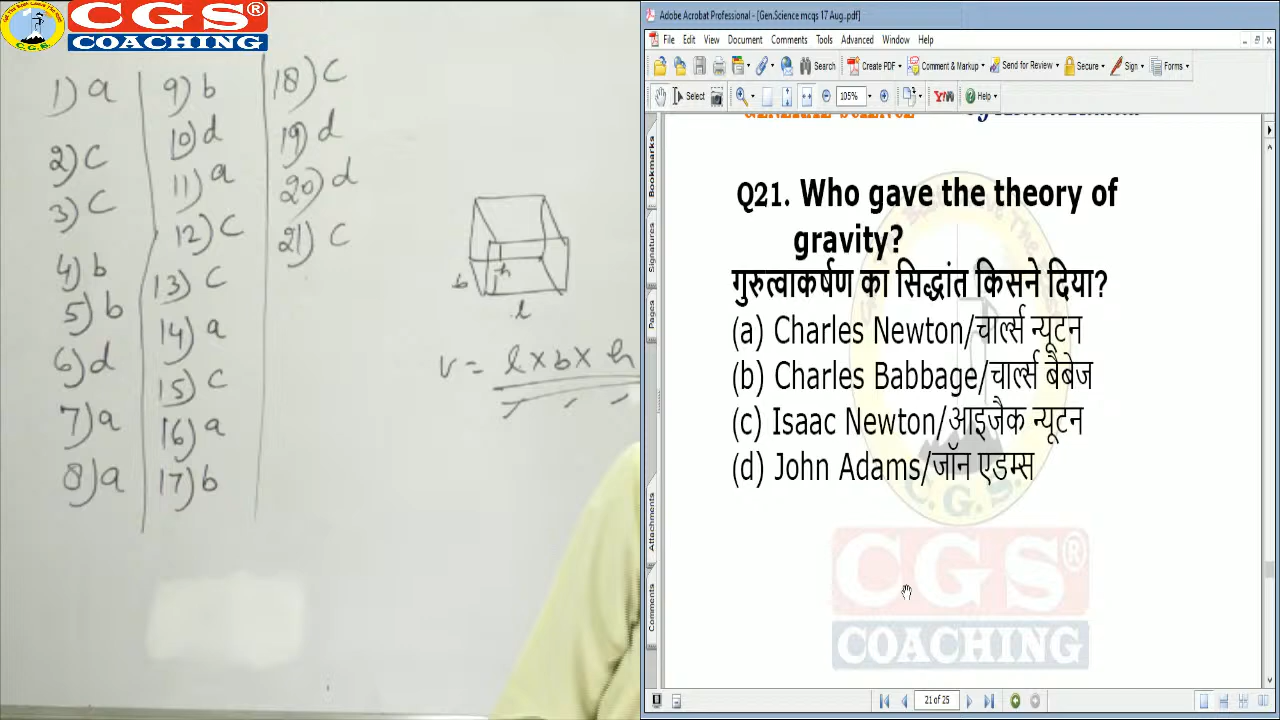 CGS®
COACHING
C.G.S.
1) a
2) c
3) c
4) b
5) b
6) d
7) a
8) a
9) b
10) d
11) a
12) c
13) c
14) a
15) c
16) a
17) b
18) c
19) d
20) d
21) c
b
h
l
v = l × b × h
Adobe Acrobat Professional - [Gen.Science mcqs 17 Aug.pdf]
File Edit View Document Comments Tools Advanced Window Help
Search Create PDF Comment & Markup Send for Review Secure Sign Forms
Select 105% Help
Bookmarks
Signatures
Pages
Attachments
Comments
GENERAL SCIENCE
Q21. Who gave the theory of
gravity?
गुरुत्वाकर्षण का सिद्धांत किसने दिया?
(a) Charles Newton/चार्ल्स न्यूटन
(b) Charles Babbage/चार्ल्स बैबेज
(c) Isaac Newton/आइजैक न्यूटन
(d) John Adams/जॉन एडम्स
CGS®
COACHING
21 of 25